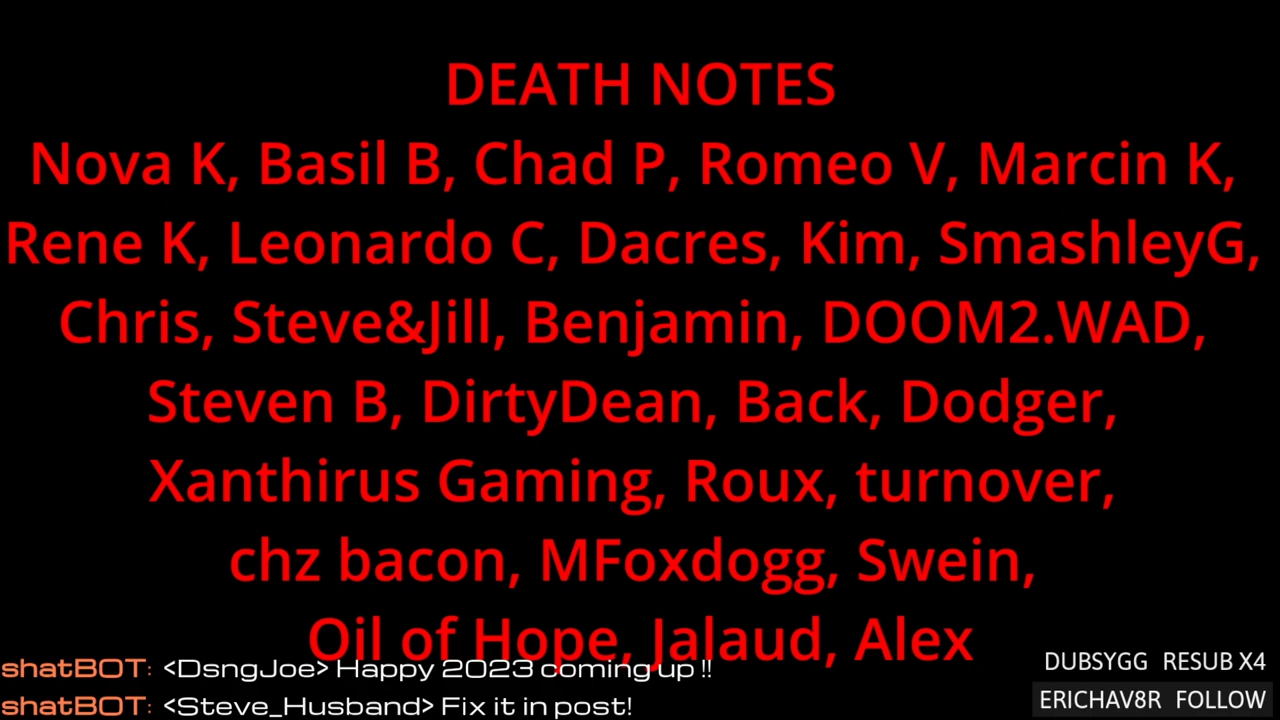 DEATH NOTES
Nova K, Basil B, Chad P, Romeo V, Marcin K,
Rene K, Leonardo C, Dacres, Kim, SmashleyG,
Chris, Steve&Jill, Benjamin, DOOM2.WAD,
Steven B, DirtyDean, Back, Dodger,
Xanthirus Gaming, Roux, turnover,
chz bacon, MFoxdogg, Swein,
Oil of Hope, Jalaud, Alex
shatBOT: <DsngJoe> Happy 2023 coming up !!
shatBOT: <Steve_Husband> Fix it in post!
DUBSYGG RESUB X4
ERICHAV8R FOLLOW